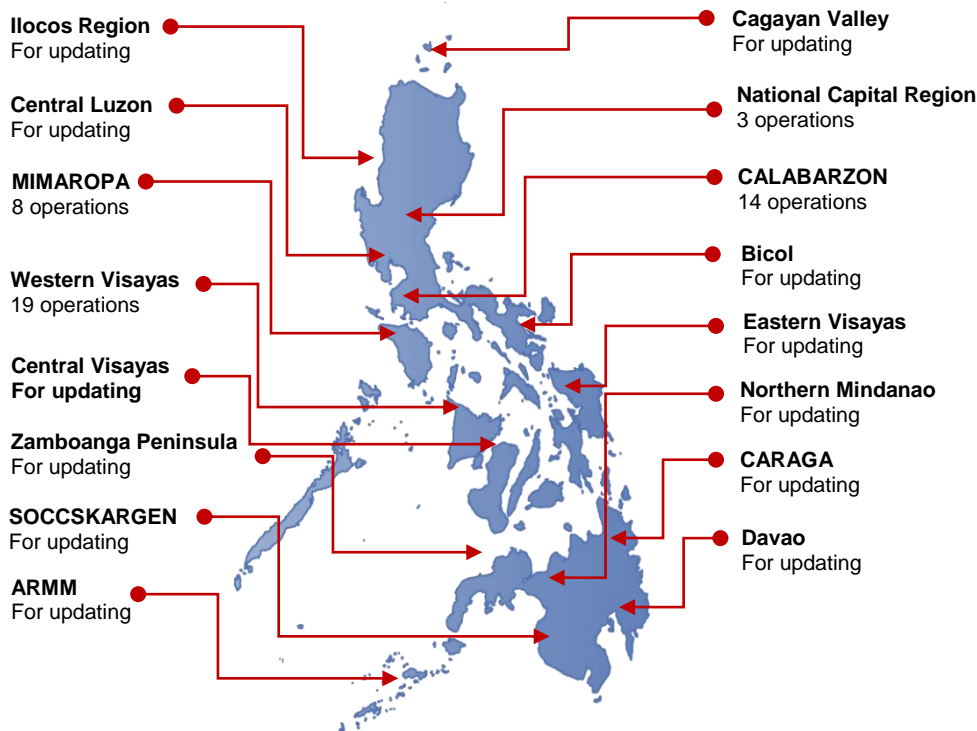 Ilocos Region
For updating
Central Luzon
For updating
MIMAROPA
8 operations
Western Visayas
19 operations
Central Visayas
For updating
Zamboanga Peninsula
For updating
SOCCSKARGEN
For updating
ARMM
For updating
Cagayan Valley
For updating
National Capital Region
3 operations
CALABARZON
14 operations
Bicol
For updating
Eastern Visayas
For updating
Northern Mindanao
For updating
CARAGA
For updating
Davao
For updating